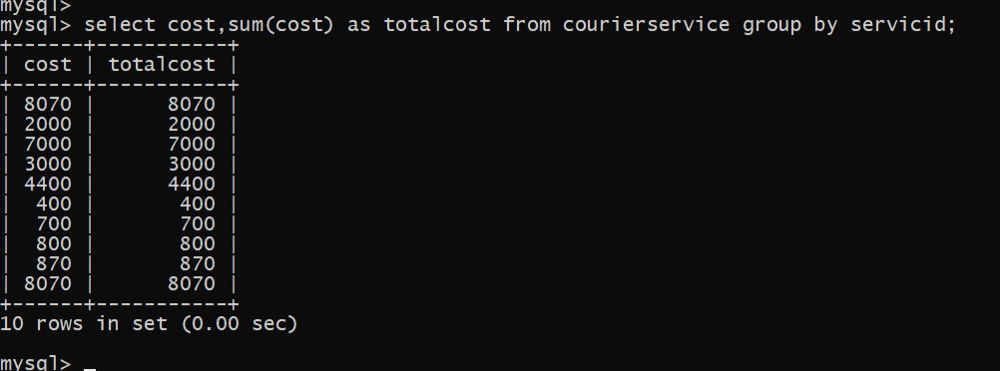 mysql>
mysql> select cost,sum(cost) as totalcost from courierservice group by servicid;
+------+-----------+
| cost | totalcost |
+------+-----------+
| 8070 |      8070 |
| 2000 |      2000 |
| 7000 |      7000 |
| 3000 |      3000 |
| 4400 |      4400 |
|  400 |       400 |
|  700 |       700 |
|  800 |       800 |
|  870 |       870 |
| 8070 |      8070 |
+------+-----------+
10 rows in set (0.00 sec)
mysql> _